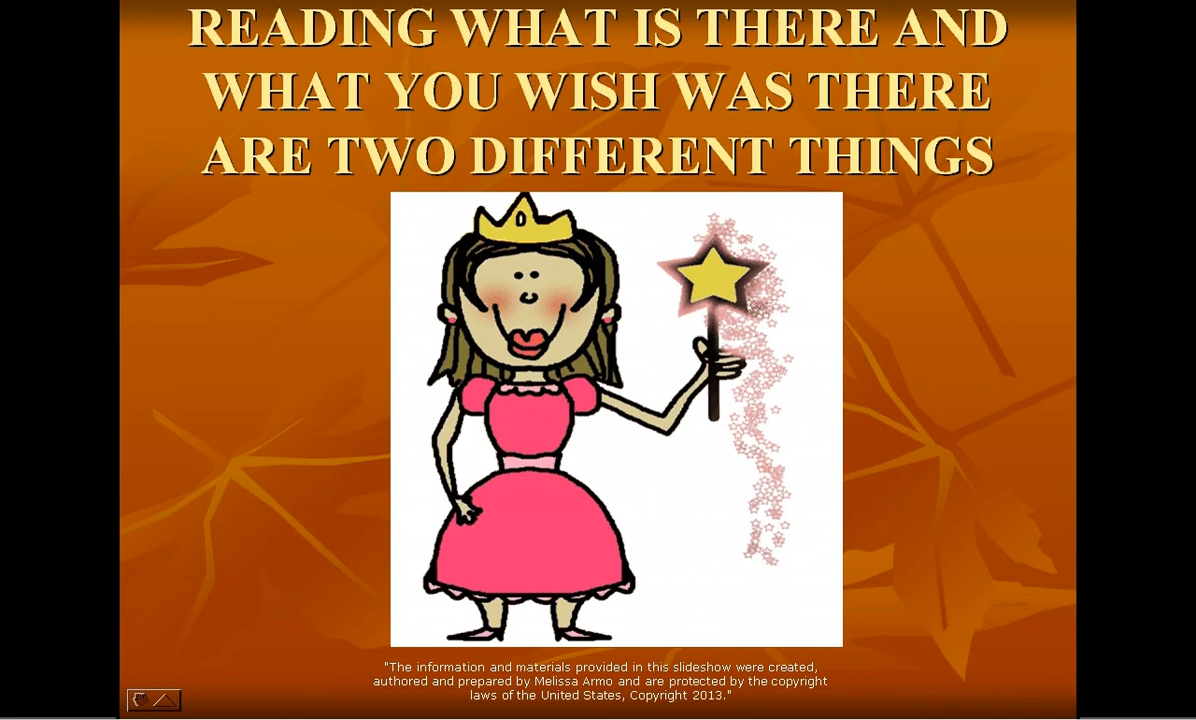 READING WHAT IS THERE AND
WHAT YOU WISH WAS THERE
ARE TWO DIFFERENT THINGS
"The information and materials provided in this slideshow were created,
authored and prepared by Melissa Armo and are protected by the copyright
laws of the United States, Copyright 2013."